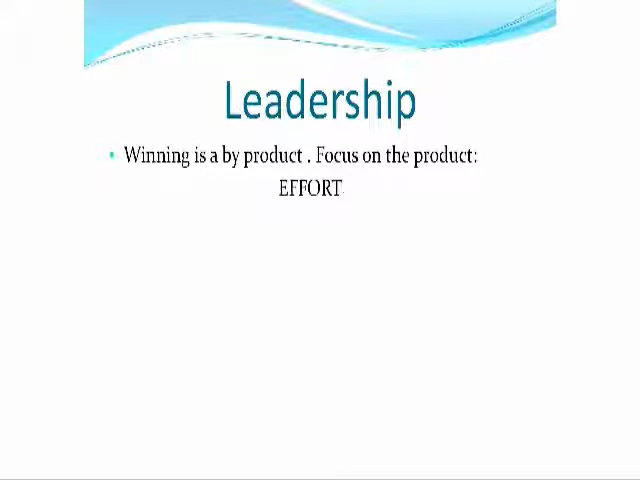 Leadership
• Winning is a by product . Focus on the product:
EFFORT